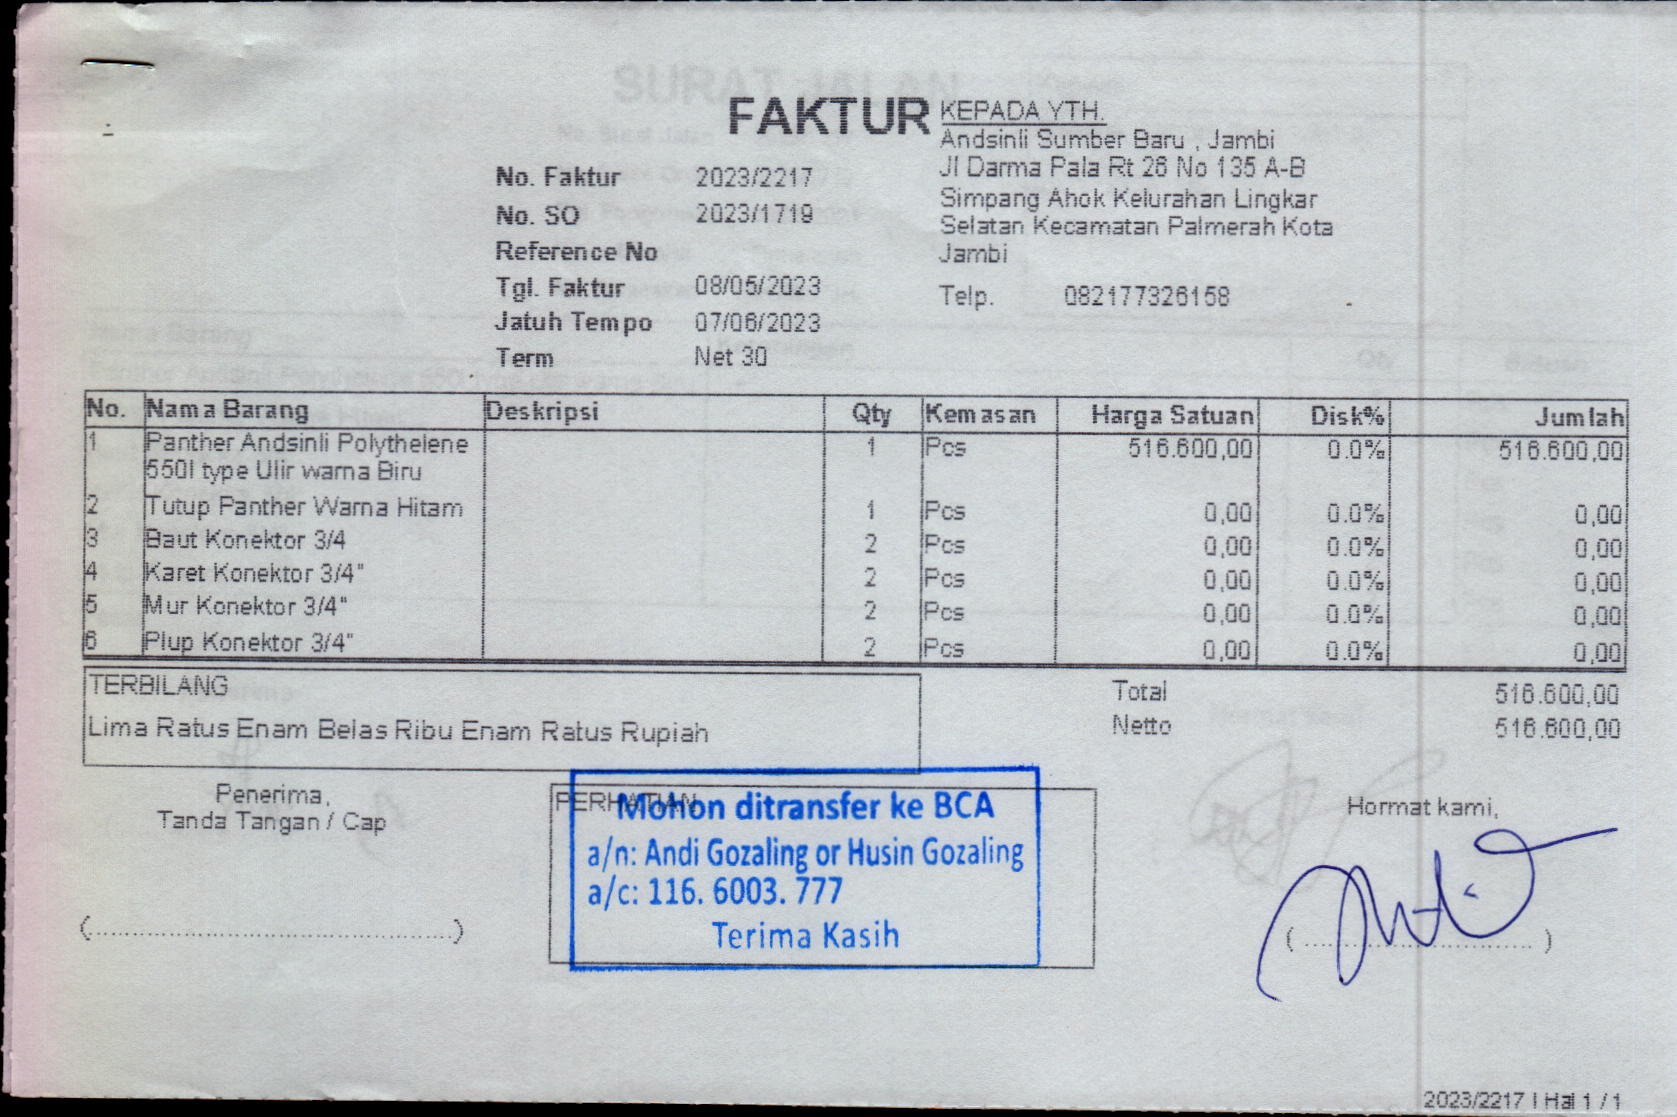 FAKTUR
No. Faktur 2023/2217
No. SO 2023/1719
Reference No
Tgl. Faktur 08/05/2023
Jatuh Tempo 07/06/2023
Term Net 30
KEPADA YTH.
Andsinli Sumber Baru , Jambi
Jl Darma Pala Rt 26 No 135 A-B
Simpang Ahok Kelurahan Lingkar
Selatan Kecamatan Palmerah Kota
Jambi
Telp. 082177326158 -
No. Nama Barang Deskripsi Qty Kemasan Harga Satuan Disk% Jumlah
1 Panther Andsinli Polythelene 1 Pcs 516.600,00 0.0% 516.600,00
550l type Ulir warna Biru
2 Tutup Panther Warna Hitam 1 Pcs 0,00 0.0% 0,00
3 Baut Konektor 3/4 2 Pcs 0,00 0.0% 0,00
4 Karet Konektor 3/4" 2 Pcs 0,00 0.0% 0,00
5 Mur Konektor 3/4" 2 Pcs 0,00 0.0% 0,00
6 Plup Konektor 3/4" 2 Pcs 0,00 0.0% 0,00
TERBILANG
Lima Ratus Enam Belas Ribu Enam Ratus Rupiah
Total 516.600,00
Netto 516.600,00
Penerima,
Tanda Tangan / Cap
(................................................)
PERHATIAN
Mohon ditransfer ke BCA
a/n: Andi Gozaling or Husin Gozaling
a/c: 116. 6003. 777
Terima Kasih
Hormat kami,
( .............................. )
2023/2217 | Hal 1 / 1
SURAT JALAN